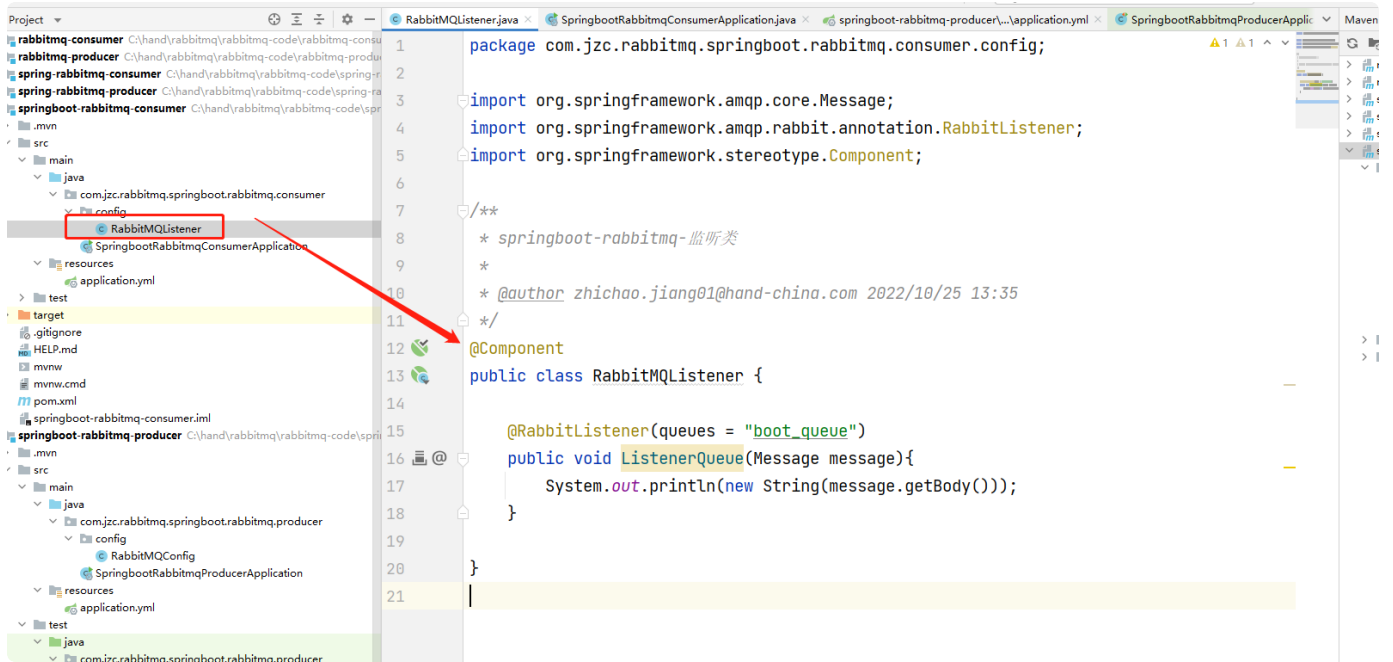 Project
rabbitmq-consumer C:\hand\rabbitmq\rabbitmq-code\rabbitmq-consu
rabbitmq-producer C:\hand\rabbitmq\rabbitmq-code\rabbitmq-produ
spring-rabbitmq-consumer C:\hand\rabbitmq\rabbitmq-code\spring-r
spring-rabbitmq-producer C:\hand\rabbitmq\rabbitmq-code\spring-ra
springboot-rabbitmq-consumer C:\hand\rabbitmq\rabbitmq-code\spr
.mvn
src
main
java
com.jzc.rabbitmq.springboot.rabbitmq.consumer
config
RabbitMQListener
SpringbootRabbitmqConsumerApplication
resources
application.yml
test
target
.gitignore
HELP.md
mvnw
mvnw.cmd
pom.xml
springboot-rabbitmq-consumer.iml
springboot-rabbitmq-producer C:\hand\rabbitmq\rabbitmq-code\spri
.mvn
src
main
java
com.jzc.rabbitmq.springboot.rabbitmq.producer
config
RabbitMQConfig
SpringbootRabbitmqProducerApplication
resources
application.yml
test
java
com.jzc.rabbitmq.springboot.rabbitmq.producer
RabbitMQListener.java SpringbootRabbitmqConsumerApplication.java springboot-rabbitmq-producer\...\application.yml SpringbootRabbitmqProducerApplic Maven
1 package com.jzc.rabbitmq.springboot.rabbitmq.consumer.config; 1 1
2
3 import org.springframework.amqp.core.Message;
4 import org.springframework.amqp.rabbit.annotation.RabbitListener;
5 import org.springframework.stereotype.Component;
6
7 /**
8 * springboot-rabbitmq-监听类
9 *
10 * @author zhichao.jiang01@hand-china.com 2022/10/25 13:35
11 */
12 @Component
13 public class RabbitMQListener {
14
15 @RabbitListener(queues = "boot_queue")
16 @ public void ListenerQueue(Message message){
17 System.out.println(new String(message.getBody()));
18 }
19
20 }
21